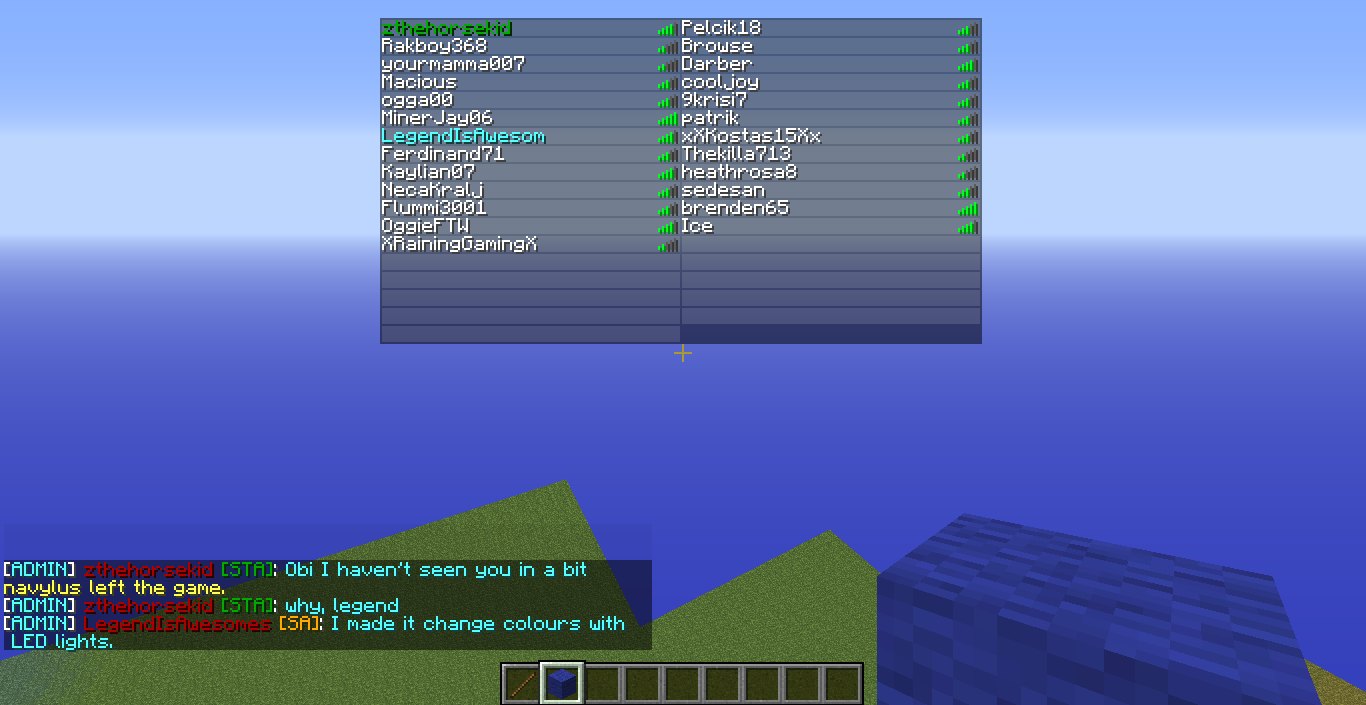 zthehorsekid
Rakboy368
yourmamma007
Macious
ogga00
MinerJay06
LegendIsAwesom
Ferdinand71
Kaylian07
NecaKralj
Flummi3001
OggieFTW
XRainingGamingX
Pelcik18
Browse
Darber
cooljoy
9krisi7
patrik
xXKostas15Xx
Thekilla713
heathrosa8
sedesan
brenden65
Ice
[ADMIN] zthehorsekid [STA]: Obi I haven't seen you in a bit
navylus left the game.
[ADMIN] zthehorsekid [STA]: why, legend
[ADMIN] LegendIsAwesomes [SA]: I made it change colours with
LED lights.